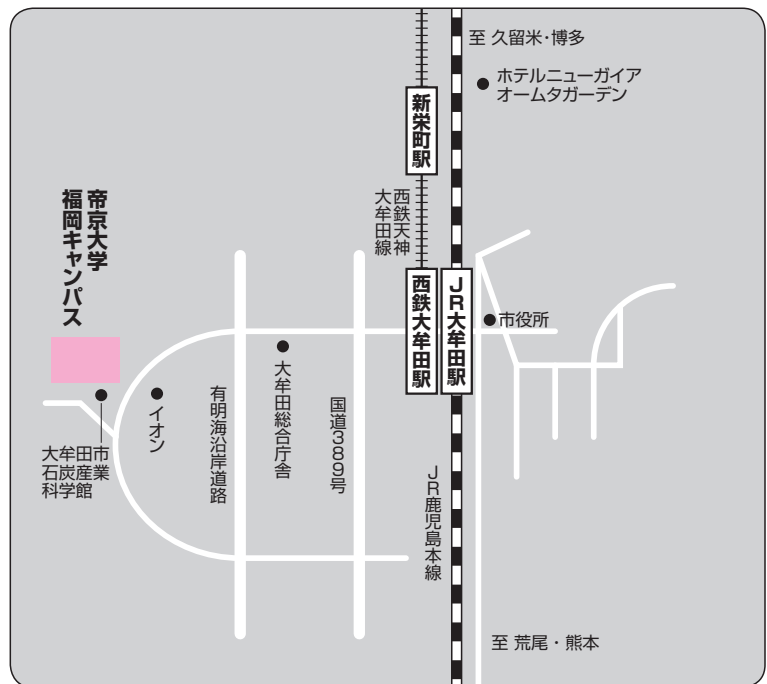 至 久留米・博多
ホテルニューガイア
オームタガーデン
新栄町駅
西鉄天神
大牟田線
帝京大学
福岡キャンパス
西鉄大牟田駅
JR大牟田駅
市役所
大牟田総合庁舎
イオン
有明海沿岸道路
国道389号
大牟田市
石炭産業
科学館
JR鹿児島本線
至 荒尾・熊本